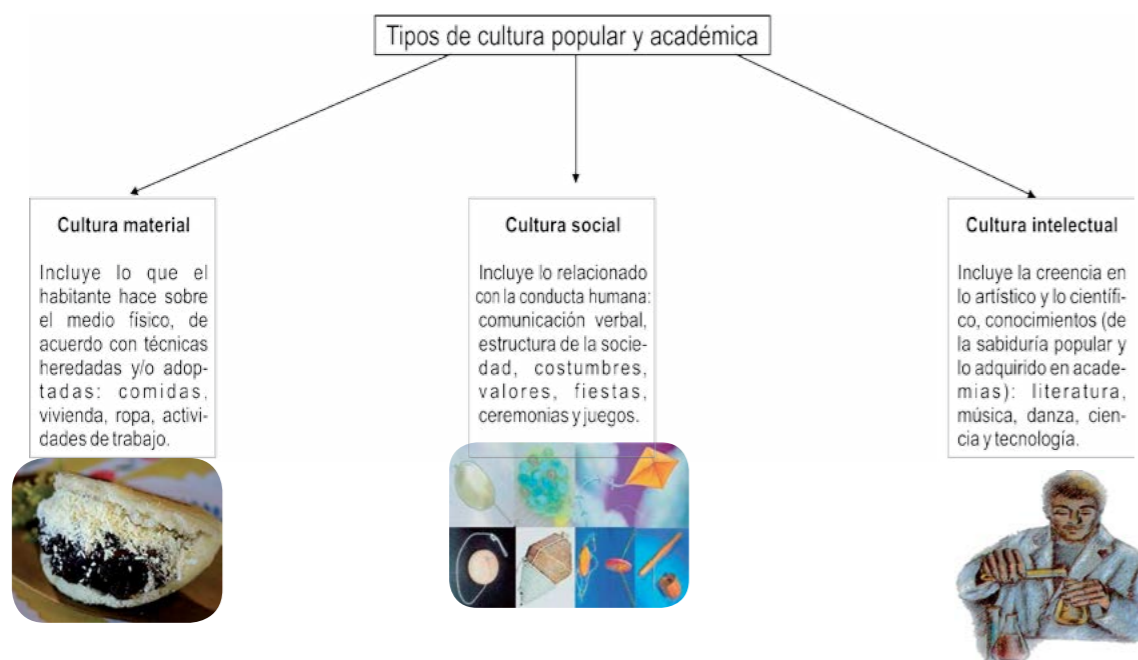 Tipos de cultura popular y académica
Cultura material
Incluye lo que el
habitante hace sobre
el medio físico, de
acuerdo con técnicas
heredadas y/o adop-
tadas: comidas,
vivienda, ropa, activi-
dades de trabajo.
Cultura social
Incluye lo relacionado
con la conducta humana:
comunicación verbal,
estructura de la socie-
dad, costumbres,
valores, fiestas,
ceremonias y juegos.
Cultura intelectual
Incluye la creencia en
lo artístico y lo científi-
co, conocimientos (de
la sabiduría popular y
lo adquirido en acade-
mias): literatura,
música, danza, cien-
cia y tecnología.